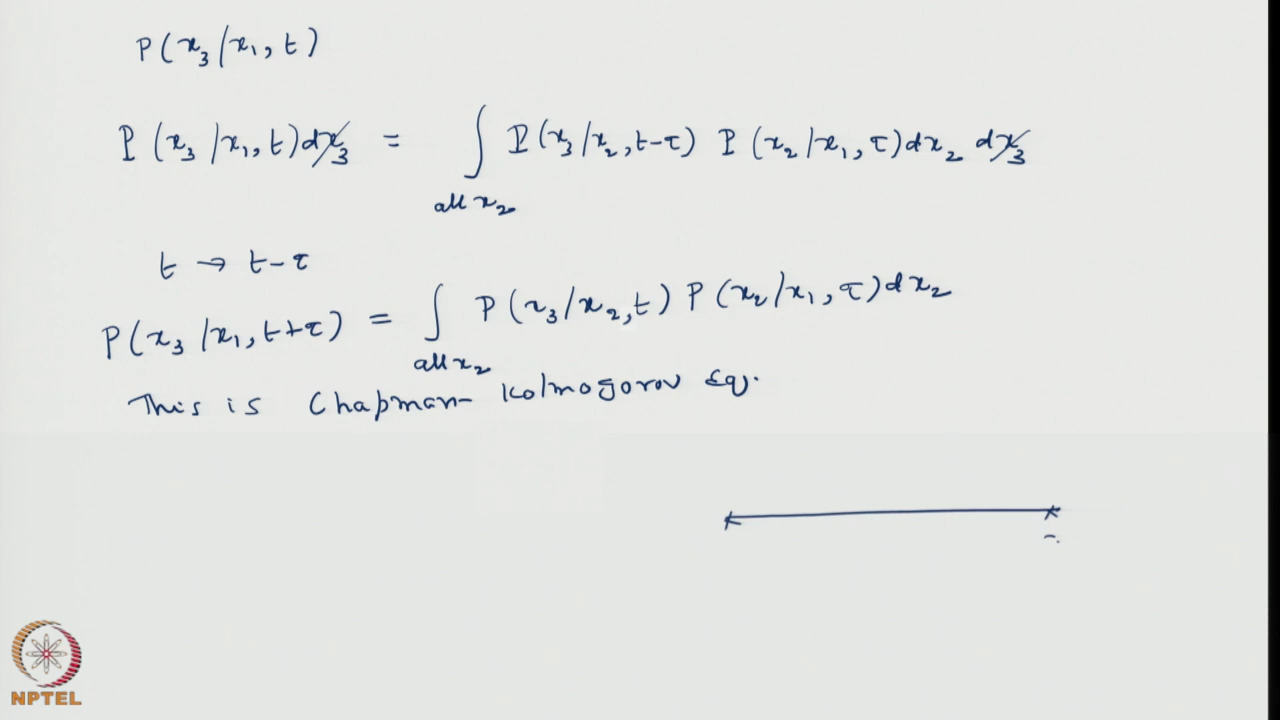 P(x₃/x₁, t)
P(x₃/x₁, t)dx₃ = ∫ P(x₃/x₂, t-τ) P(x₂/x₁, τ)dx₂ dx₃
all x₂
t → t-τ
P(x₃/x₁, t+τ) = ∫ P(x₃/x₂,t) P(x₂/x₁, τ)dx₂
all x₂
This is Chapman- Kolmogorov Eq.
NPTEL